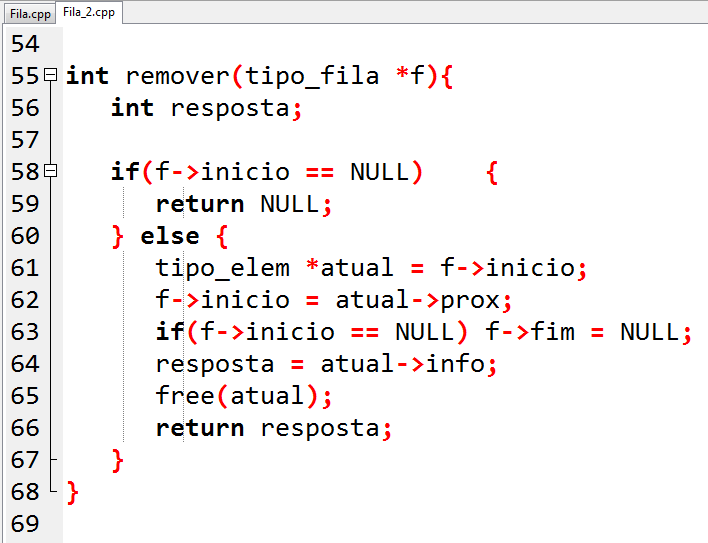 Fila.cpp Fila_2.cpp
54
55 int remover(tipo_fila *f){
56    int resposta;
57
58    if(f->inicio == NULL)    {
59       return NULL;
60    } else {
61       tipo_elem *atual = f->inicio;
62       f->inicio = atual->prox;
63       if(f->inicio == NULL) f->fim = NULL;
64       resposta = atual->info;
65       free(atual);
66       return resposta;
67    }
68 }
69